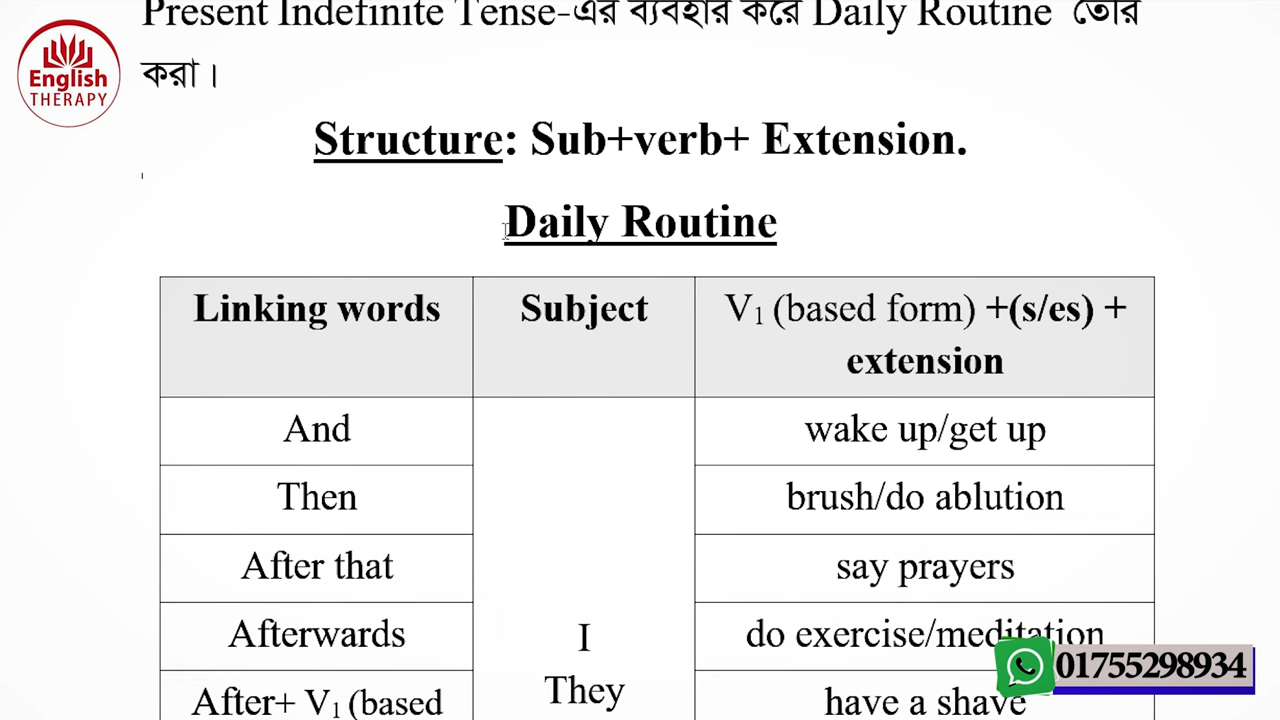 Present Indefinite Tense-এর ব্যবহার করে Daily Routine তৈরি
করা।
English
THERAPY
Structure: Sub+verb+ Extension.
Daily Routine
Linking words Subject V₁ (based form) +(s/es) +
extension
And wake up/get up
Then brush/do ablution
After that say prayers
Afterwards I do exercise/meditation
After+ V₁ (based They have a shave
01755298934